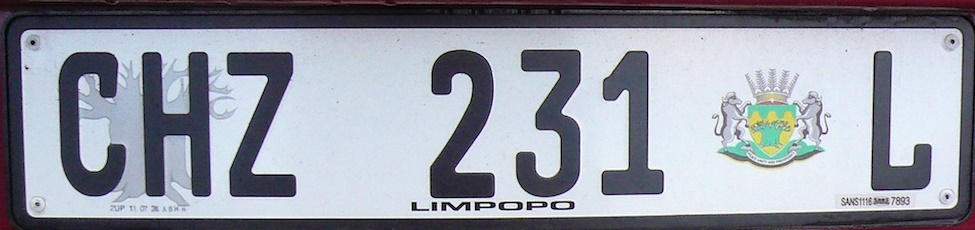 CHZ 231 L
LIMPOPO
SANS1116 7893